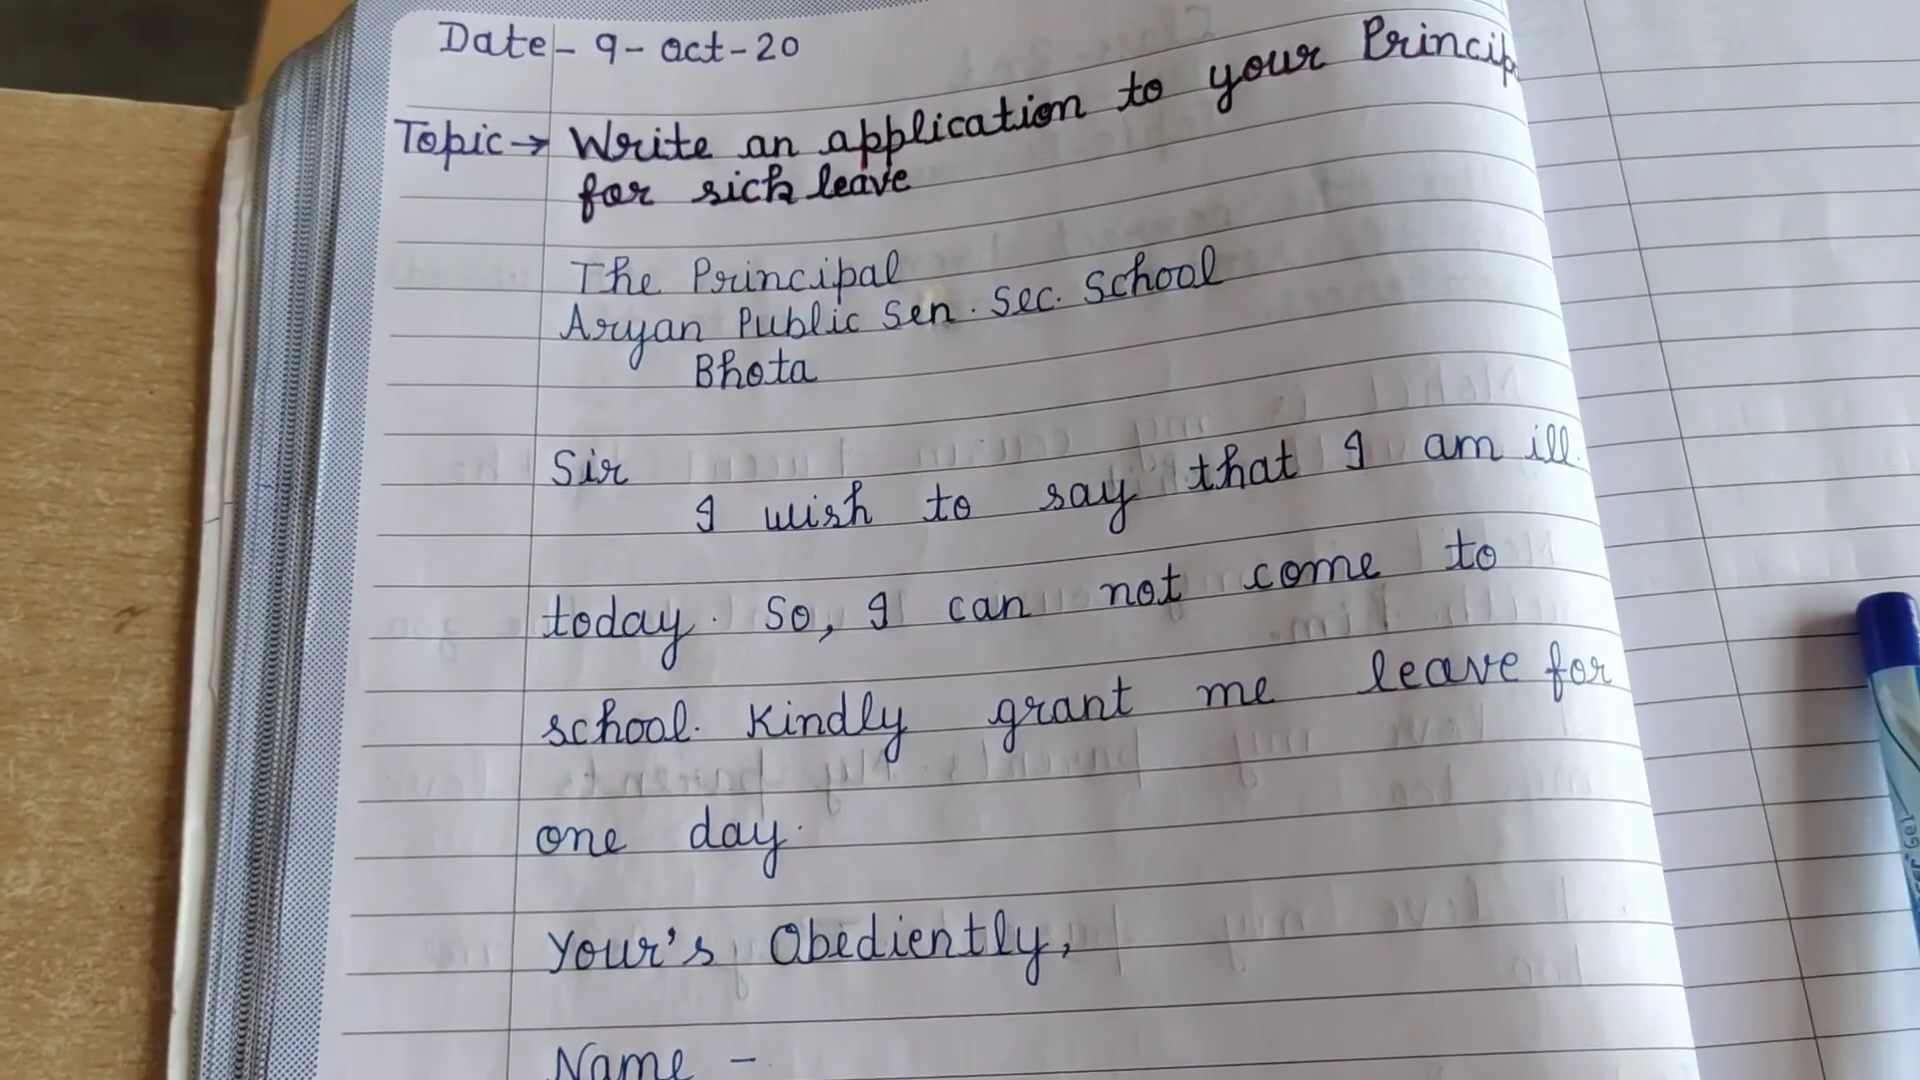 Date - 9 - oct - 20
Topic → Write an application to your Princip
for sick leave
The Principal
Aryan Public Sen. Sec. School
Bhota
Sir
I wish to say that I am ill
today. So, I can not come to
school. Kindly grant me leave for
one day.
Your's Obediently,
Name -